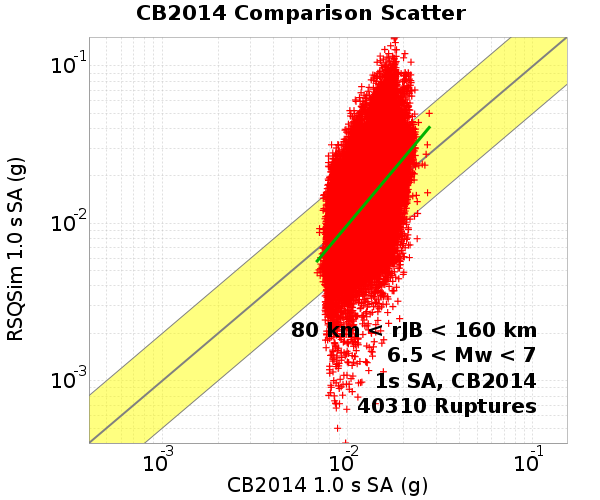 CB2014 Comparison Scatter
RSQSim 1.0 s SA (g)
10-1
10-2
10-3
80 km < rJB < 160 km
6.5 < Mw < 7
1s SA, CB2014
40310 Ruptures
10-3
10-2
10-1
CB2014 1.0 s SA (g)